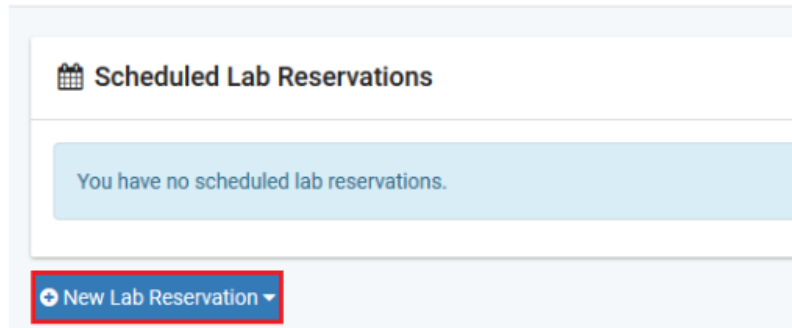 Scheduled Lab Reservations
You have no scheduled lab reservations.
New Lab Reservation